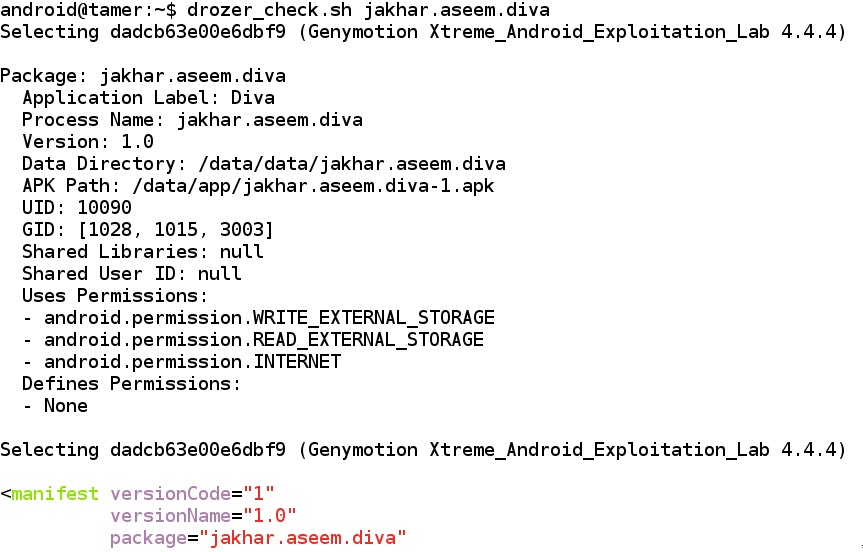 android@tamer:~$ drozer_check.sh jakhar.aseem.diva
Selecting dadcb63e00e6dbf9 (Genymotion Xtreme_Android_Exploitation_Lab 4.4.4)
Package: jakhar.aseem.diva
Application Label: Diva
Process Name: jakhar.aseem.diva
Version: 1.0
Data Directory: /data/data/jakhar.aseem.diva
APK Path: /data/app/jakhar.aseem.diva-1.apk
UID: 10090
GID: [1028, 1015, 3003]
Shared Libraries: null
Shared User ID: null
Uses Permissions:
- android.permission.WRITE_EXTERNAL_STORAGE
- android.permission.READ_EXTERNAL_STORAGE
- android.permission.INTERNET
Defines Permissions:
- None
Selecting dadcb63e00e6dbf9 (Genymotion Xtreme_Android_Exploitation_Lab 4.4.4)
<manifest versionCode="1"
versionName="1.0"
package="jakhar.aseem.diva"